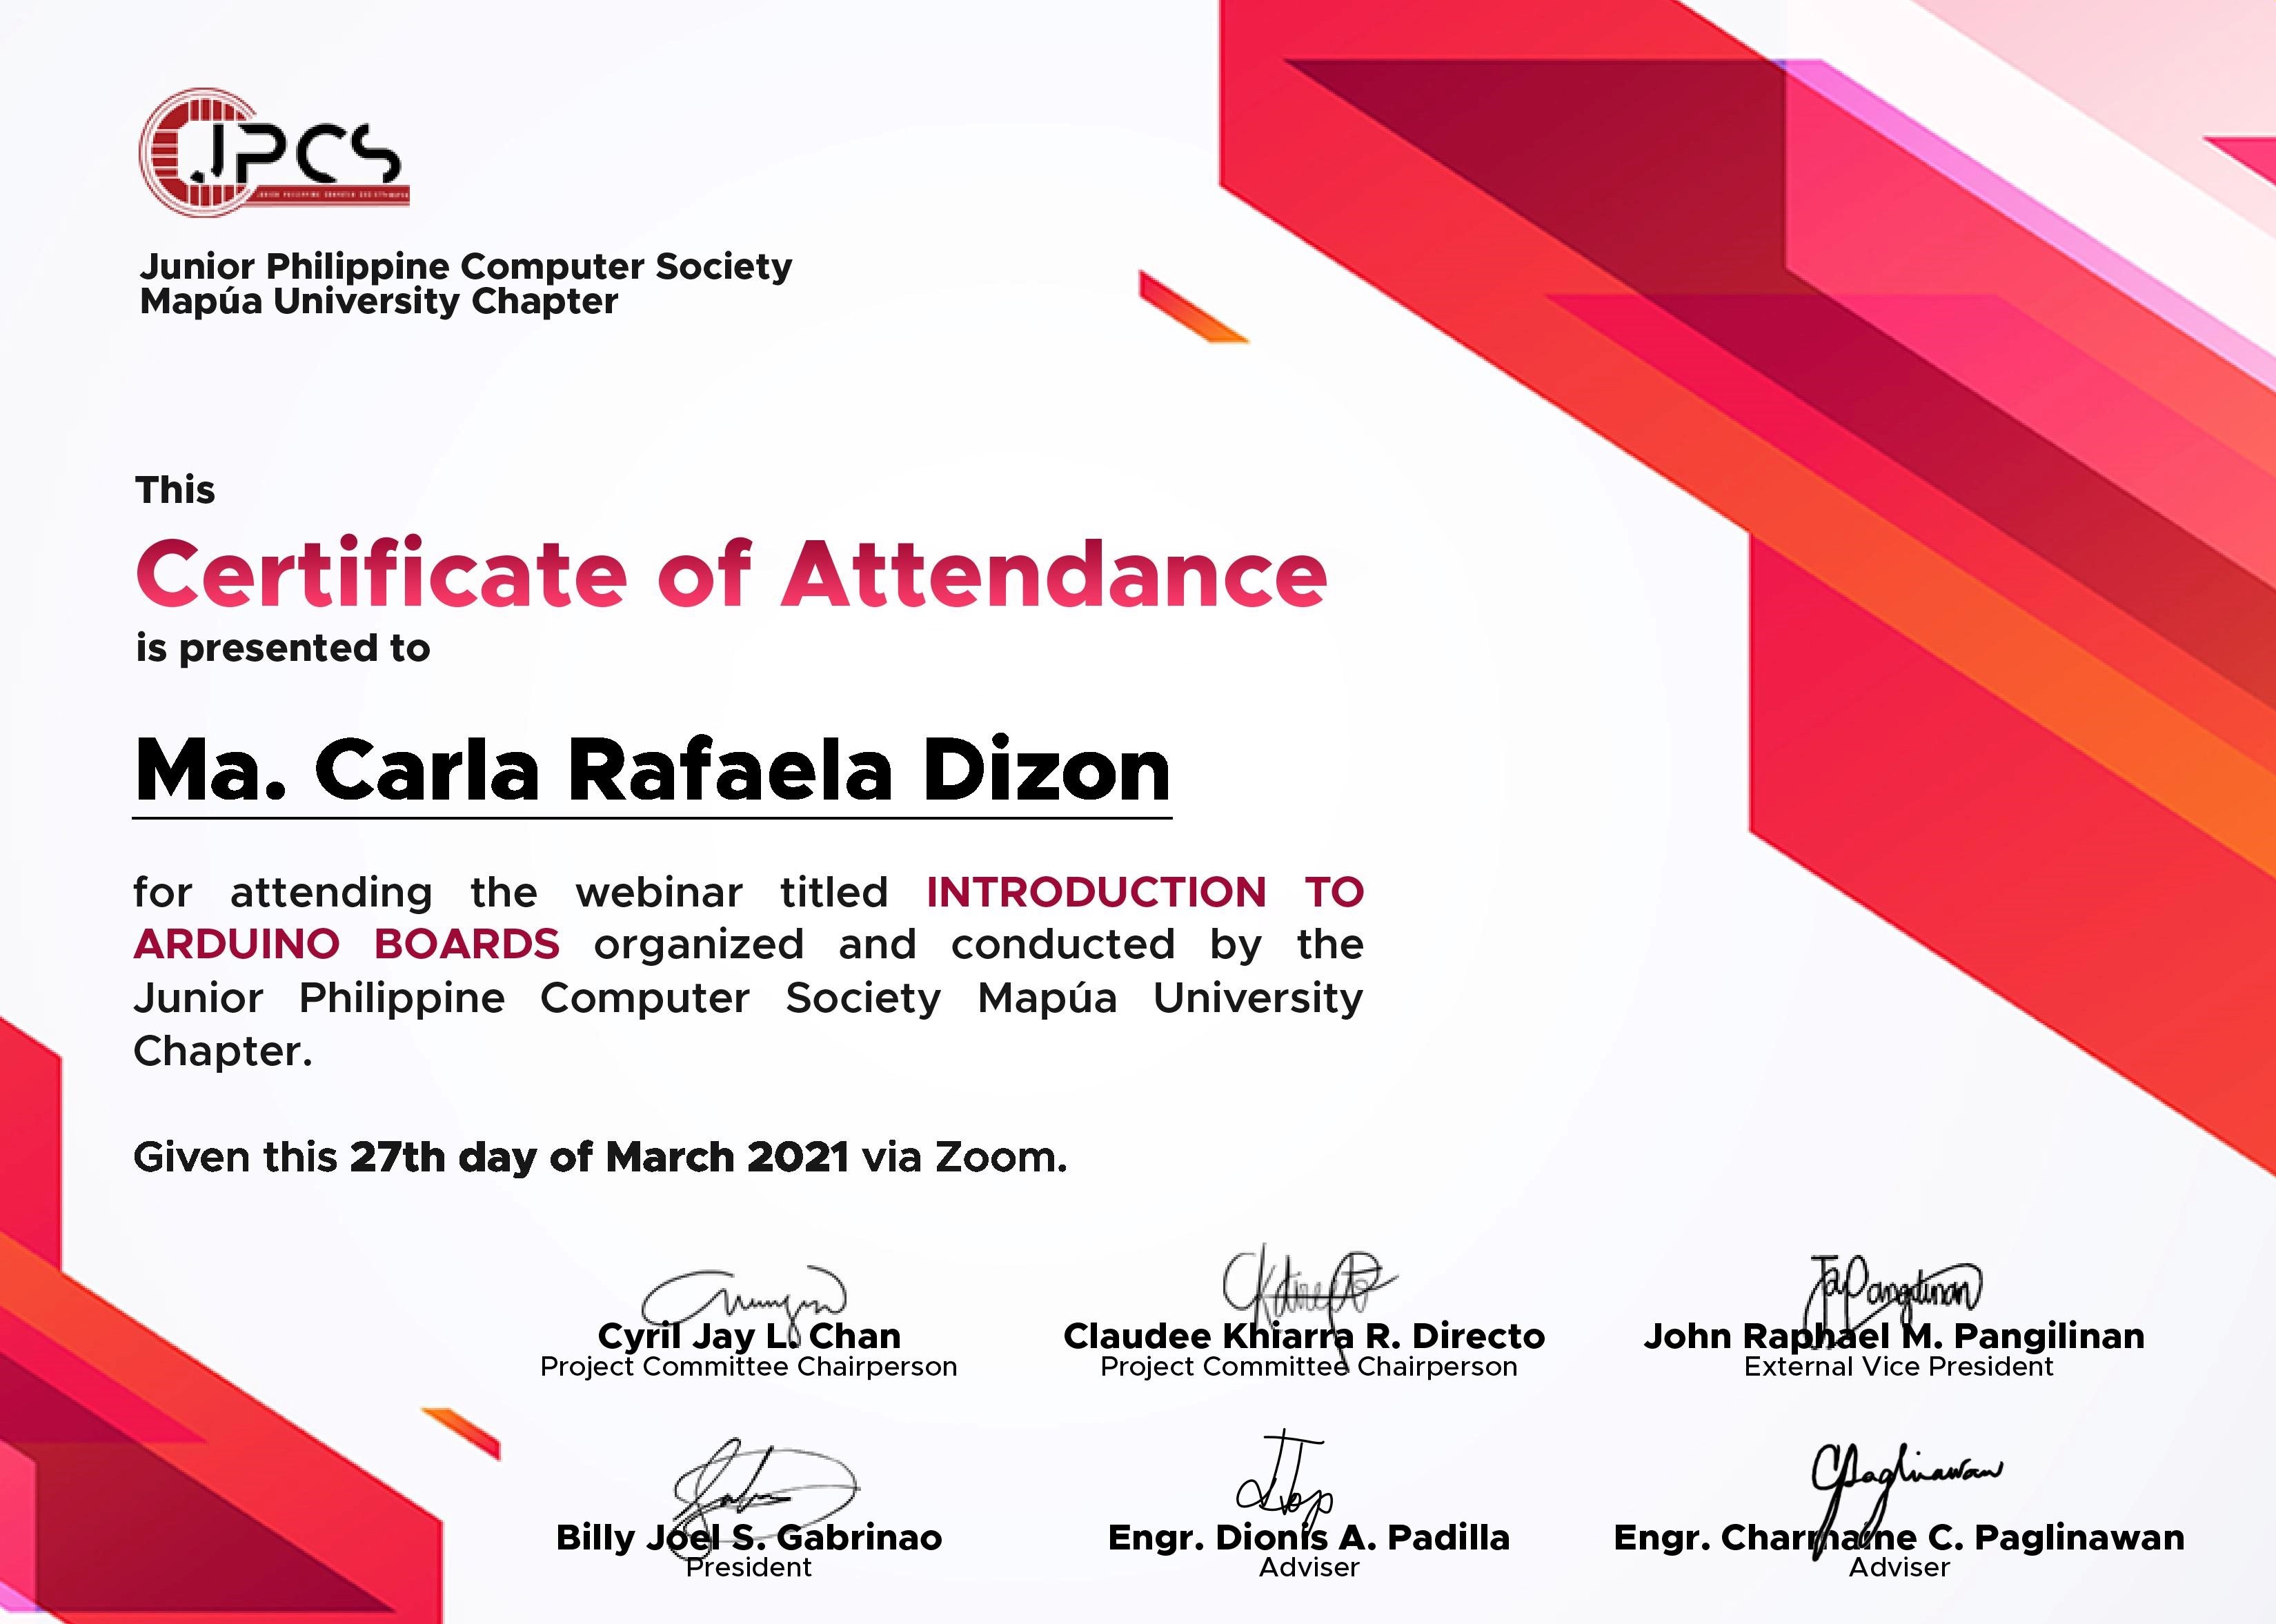 JPCS
Junior Philippine Computer Society
Mapúa University Chapter
This
Certificate of Attendance
is presented to
Ma. Carla Rafaela Dizon
for attending the webinar titled INTRODUCTION TO
ARDUINO BOARDS organized and conducted by the
Junior Philippine Computer Society Mapúa University
Chapter.
Given this 27th day of March 2021 via Zoom.
Cyril Jay L. Chan
Project Committee Chairperson
Claudee Khiarra R. Directo
Project Committee Chairperson
John Raphael M. Pangilinan
External Vice President
Billy Joel S. Gabrinao
President
Engr. Dionis A. Padilla
Adviser
Engr. Charmaine C. Paglinawan
Adviser